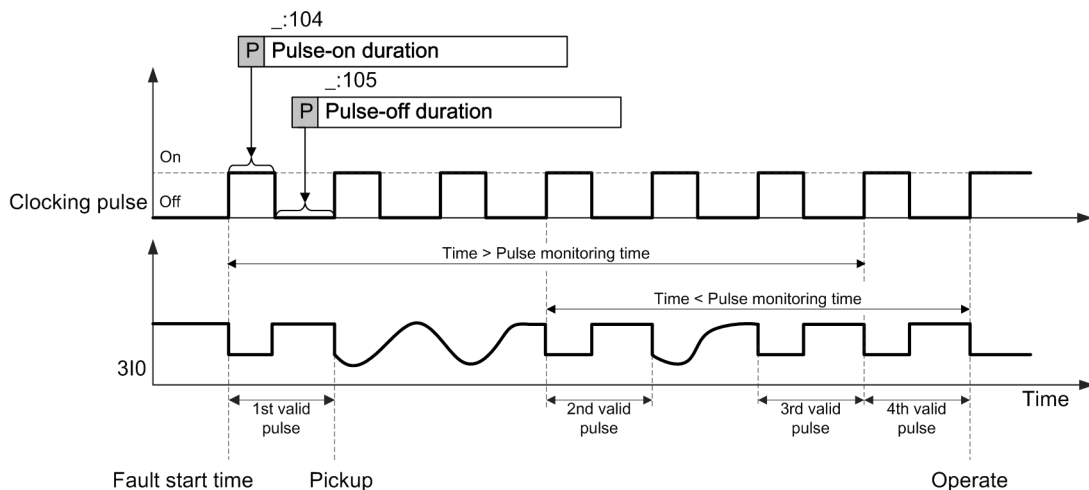 _:104
P Pulse-on duration
_:105
P Pulse-off duration
On
Clocking pulse
Off
Time > Pulse monitoring time
Time < Pulse monitoring time
3I0
Time
1st valid
pulse
2nd valid
pulse
3rd valid
pulse
4th valid
pulse
Fault start time
Pickup
Operate